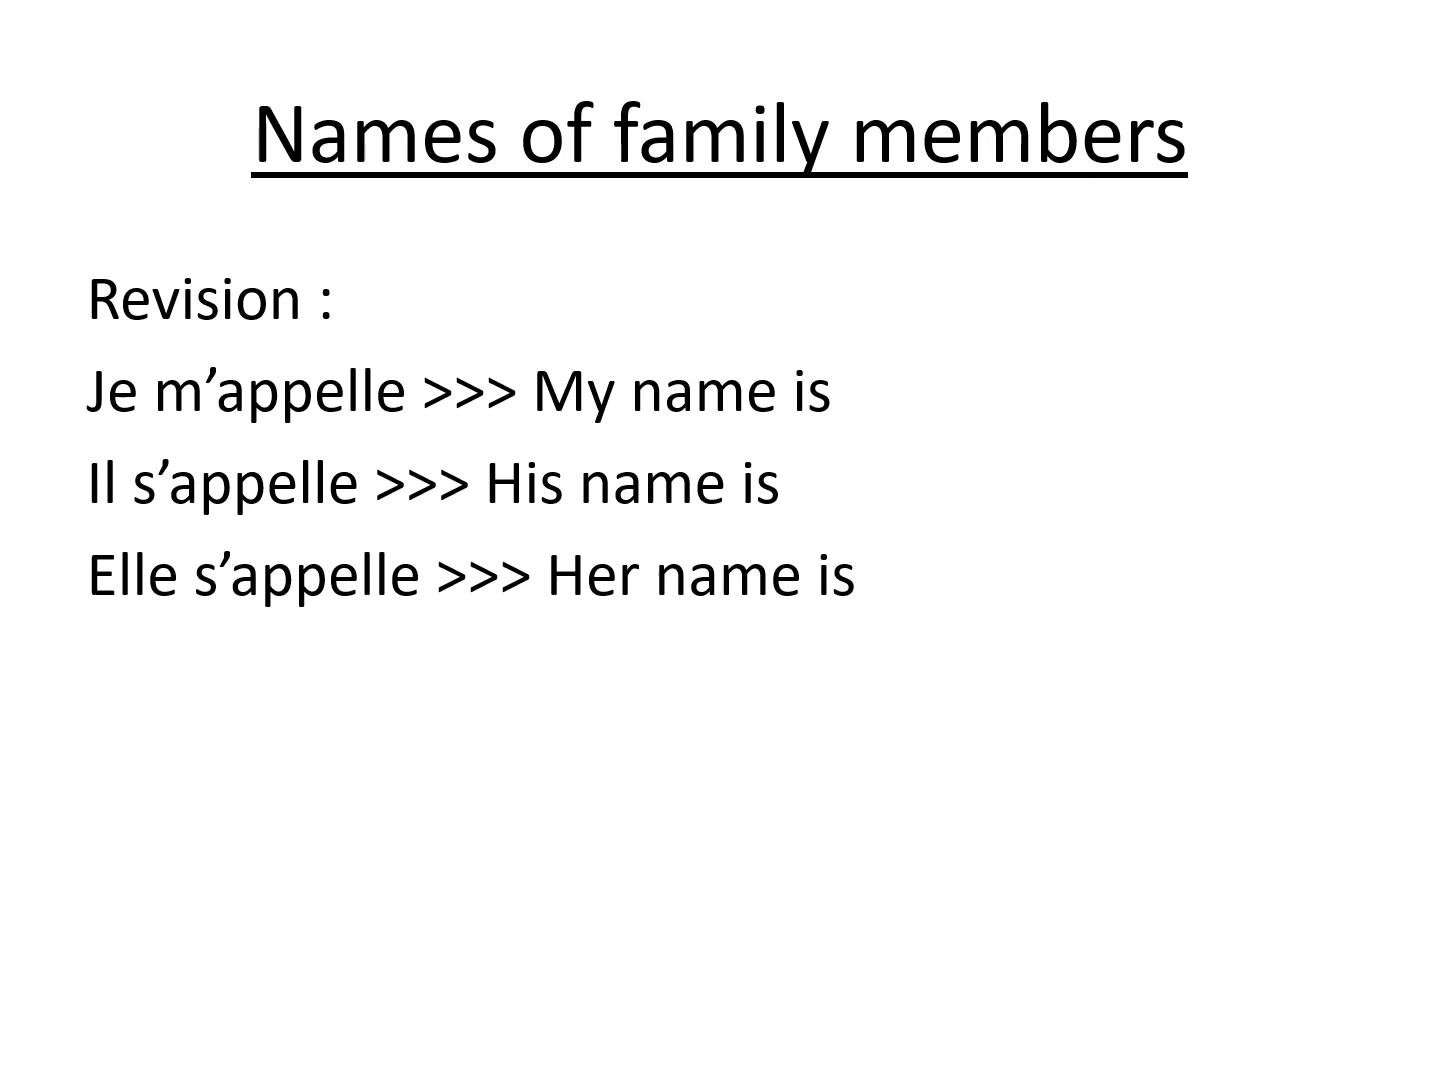 Names of family members
Revision :
Je m’appelle >>> My name is
Il s’appelle >>> His name is
Elle s’appelle >>> Her name is